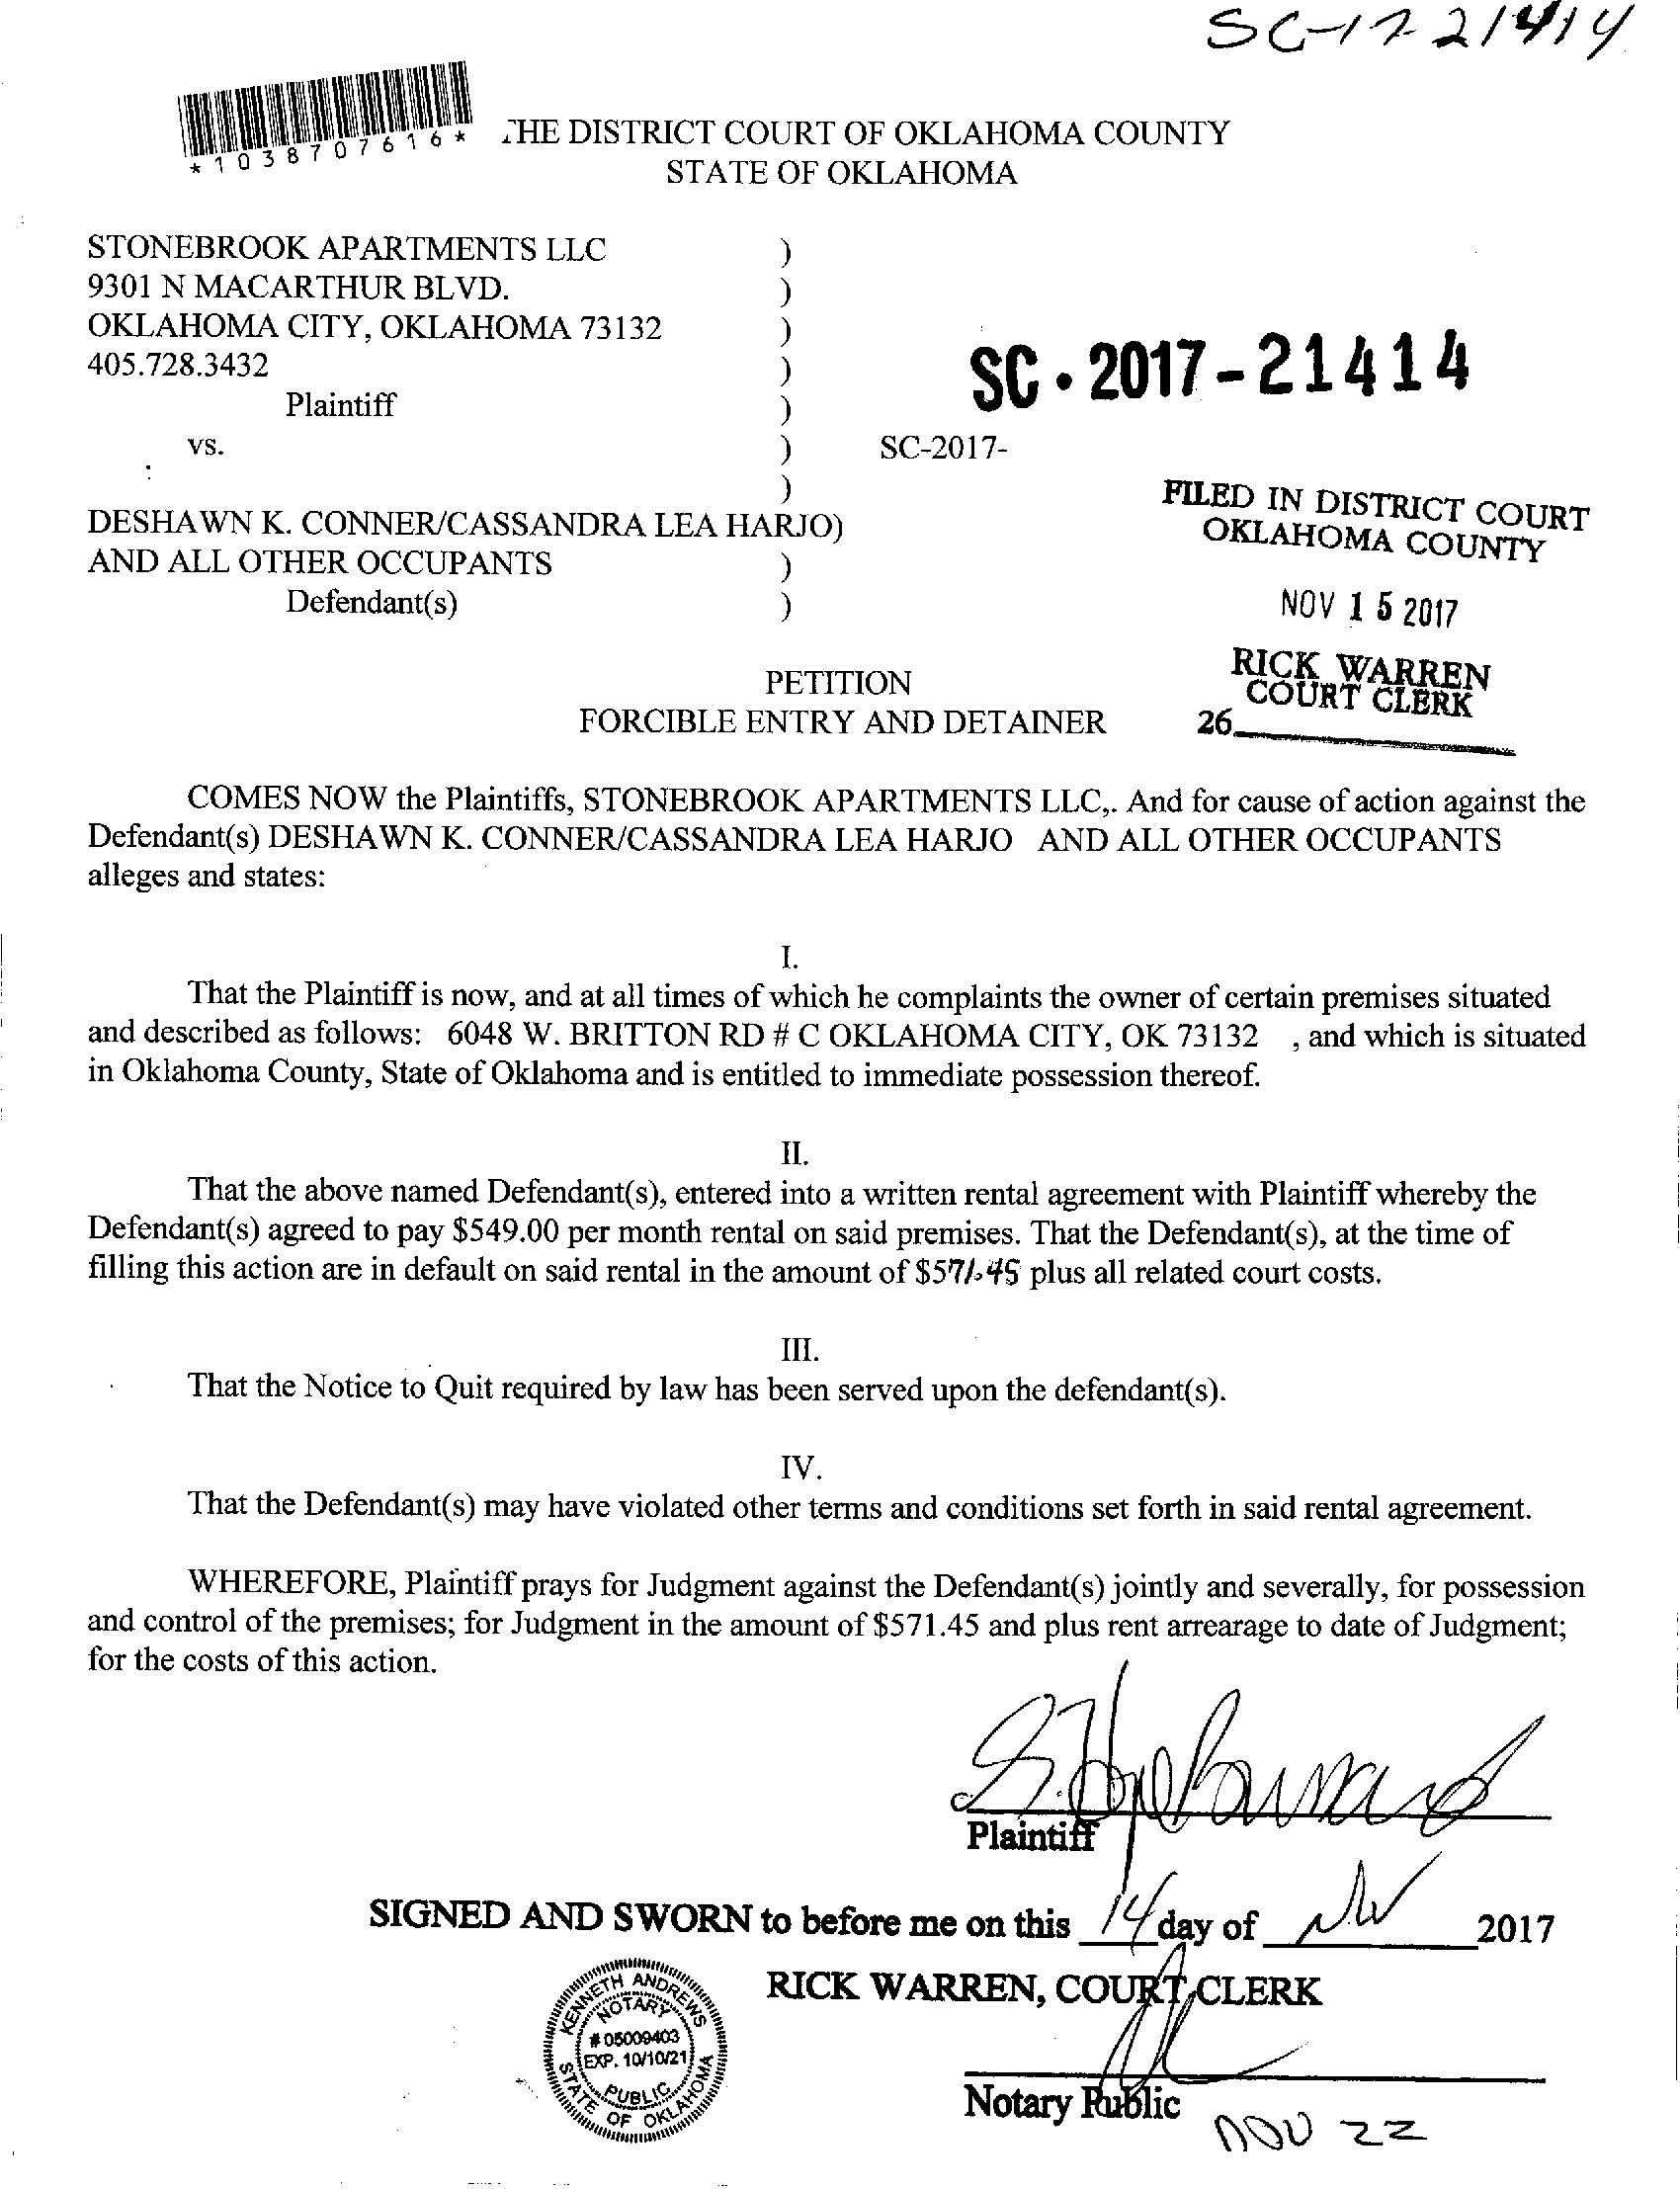 SC-17 21414
*1038707616*
THE DISTRICT COURT OF OKLAHOMA COUNTY
STATE OF OKLAHOMA
STONEBROOK APARTMENTS LLC )
9301 N MACARTHUR BLVD. )
OKLAHOMA CITY, OKLAHOMA 73132 )
405.728.3432 )
SC • 2017 - 21414
Plaintiff )
vs. ) SC-2017-
)
DESHAWN K. CONNER/CASSANDRA LEA HARJO)
AND ALL OTHER OCCUPANTS )
Defendant(s) )
FILED IN DISTRICT COURT
OKLAHOMA COUNTY
NOV 15 2017
RICK WARREN
COURT CLERK
26
PETITION
FORCIBLE ENTRY AND DETAINER
COMES NOW the Plaintiffs, STONEBROOK APARTMENTS LLC,. And for cause of action against the
Defendant(s) DESHAWN K. CONNER/CASSANDRA LEA HARJO AND ALL OTHER OCCUPANTS
alleges and states:
I.
That the Plaintiff is now, and at all times of which he complaints the owner of certain premises situated
and described as follows: 6048 W. BRITTON RD # C OKLAHOMA CITY, OK 73132 , and which is situated
in Oklahoma County, State of Oklahoma and is entitled to immediate possession thereof.
II.
That the above named Defendant(s), entered into a written rental agreement with Plaintiff whereby the
Defendant(s) agreed to pay $549.00 per month rental on said premises. That the Defendant(s), at the time of
filling this action are in default on said rental in the amount of $571.45 plus all related court costs.
III.
That the Notice to Quit required by law has been served upon the defendant(s).
IV.
That the Defendant(s) may have violated other terms and conditions set forth in said rental agreement.
WHEREFORE, Plaintiff prays for Judgment against the Defendant(s) jointly and severally, for possession
and control of the premises; for Judgment in the amount of $571.45 and plus rent arrearage to date of Judgment;
for the costs of this action.
Plaintiff
SIGNED AND SWORN to before me on this 14 day of Nov 2017
RICK WARREN, COURT CLERK
KENNETH ANDREWS
NOTARY
# 05009403
EXP. 10/10/21
PUBLIC
STATE OF OKLAHOMA
Notary Public
NOV 22